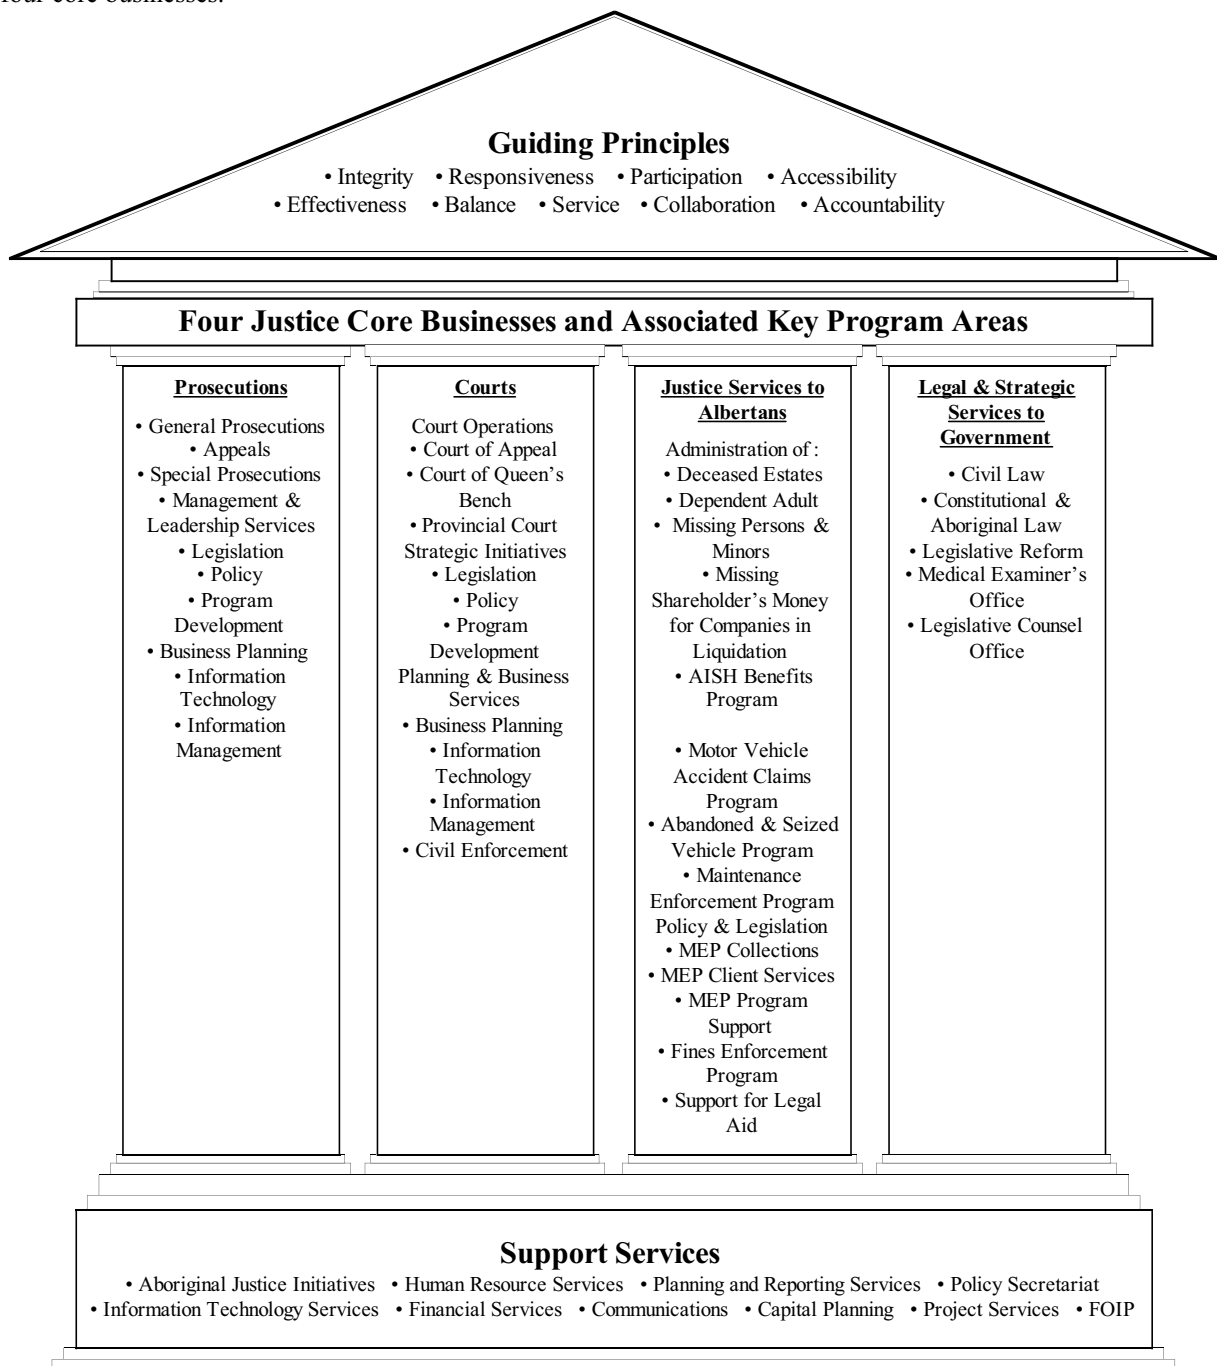 four core businesses.
Guiding Principles
• Integrity • Responsiveness • Participation • Accessibility
• Effectiveness • Balance • Service • Collaboration • Accountability
Four Justice Core Businesses and Associated Key Program Areas
Prosecutions
• General Prosecutions
• Appeals
• Special Prosecutions
• Management &
Leadership Services
• Legislation
• Policy
• Program
Development
• Business Planning
• Information
Technology
• Information
Management
Courts
Court Operations
• Court of Appeal
• Court of Queen’s
Bench
• Provincial Court
Strategic Initiatives
• Legislation
• Policy
• Program
Development
Planning & Business
Services
• Business Planning
• Information
Technology
• Information
Management
• Civil Enforcement
Justice Services to
Albertans
Administration of :
• Deceased Estates
• Dependent Adult
• Missing Persons &
Minors
• Missing
Shareholder’s Money
for Companies in
Liquidation
• AISH Benefits
Program
• Motor Vehicle
Accident Claims
Program
• Abandoned & Seized
Vehicle Program
• Maintenance
Enforcement Program
Policy & Legislation
• MEP Collections
• MEP Client Services
• MEP Program
Support
• Fines Enforcement
Program
• Support for Legal
Aid
Legal & Strategic
Services to
Government
• Civil Law
• Constitutional &
Aboriginal Law
• Legislative Reform
• Medical Examiner’s
Office
• Legislative Counsel
Office
Support Services
• Aboriginal Justice Initiatives • Human Resource Services • Planning and Reporting Services • Policy Secretariat
• Information Technology Services • Financial Services • Communications • Capital Planning • Project Services • FOIP